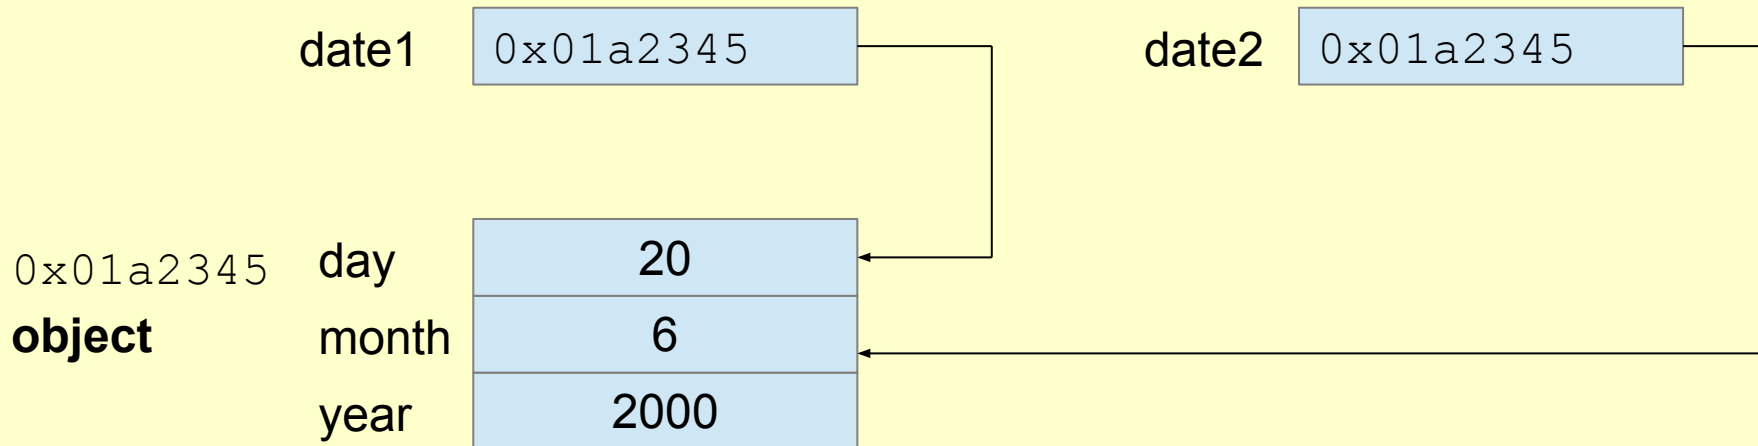 date1 0x01a2345 date2 0x01a2345
0x01a2345 day 20
object month 6
year 2000